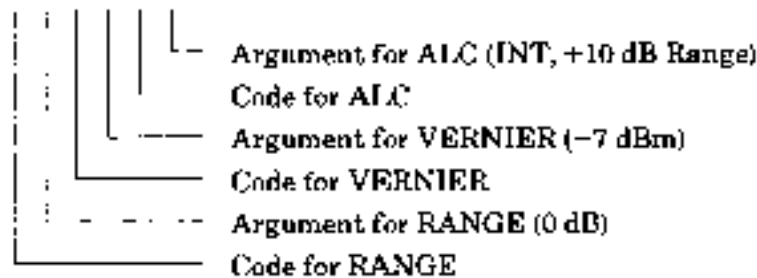 Argument for ALC (INT, +10 dB Range)
Code for ALC
Argument for VERNIER (−7 dBm)
Code for VERNIER
Argument for RANGE (0 dB)
Code for RANGE